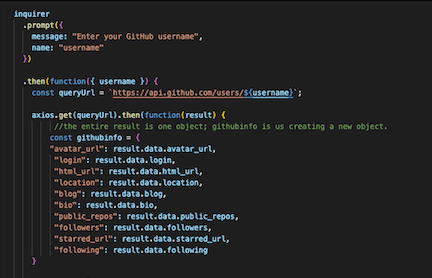 inquirer
.prompt({
message: "Enter your GitHub username",
name: "username"
})
.then(function({ username }) {
const queryUrl = `https://api.github.com/users/${username}`;
axios.get(queryUrl).then(function(result) {
//the entire result is one object; githubinfo is us creating a new object.
const githubinfo = {
"avatar_url": result.data.avatar_url,
"login": result.data.login,
"html_url": result.data.html_url,
"location": result.data.location,
"blog": result.data.blog,
"bio": result.data.bio,
"public_repos": result.data.public_repos,
"followers": result.data.followers,
"starred_url": result.data.starred_url,
"following": result.data.following
}